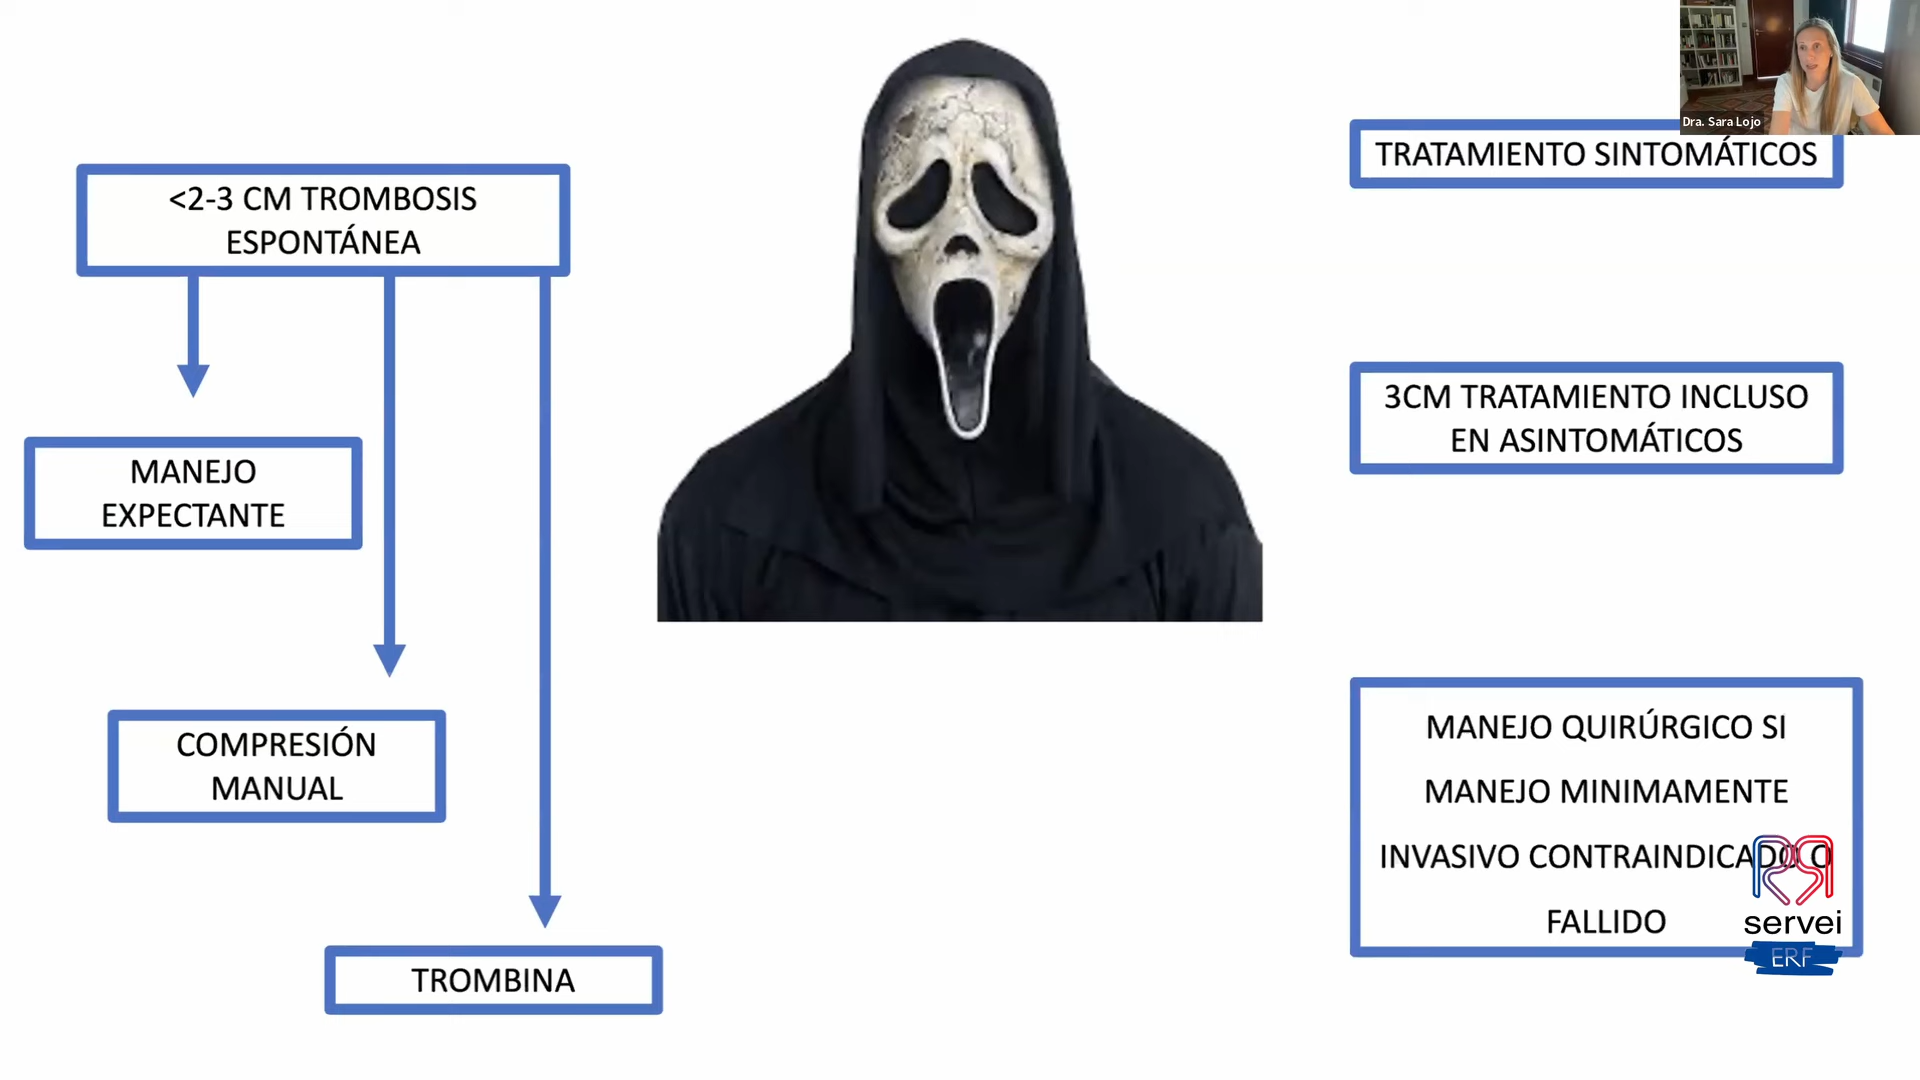 Dra. Sara Lojo
<2-3 CM TROMBOSIS
ESPONTÁNEA
MANEJO
EXPECTANTE
COMPRESIÓN
MANUAL
TROMBINA
TRATAMIENTO SINTOMÁTICOS
3CM TRATAMIENTO INCLUSO
EN ASINTOMÁTICOS
MANEJO QUIRÚRGICO SI
MANEJO MINIMAMENTE
INVASIVO CONTRAINDICADO O
FALLIDO
servei
ERF